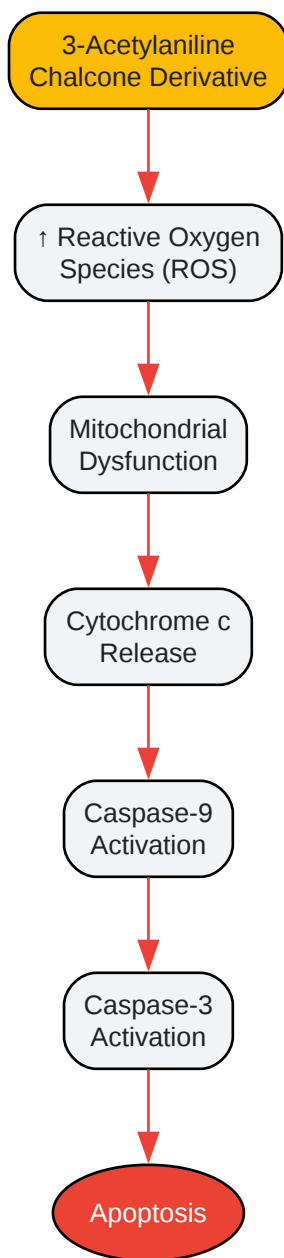 3-Acetylaniline
Chalcone Derivative
↑ Reactive Oxygen
Species (ROS)
Mitochondrial
Dysfunction
Cytochrome c
Release
Caspase-9
Activation
Caspase-3
Activation
Apoptosis